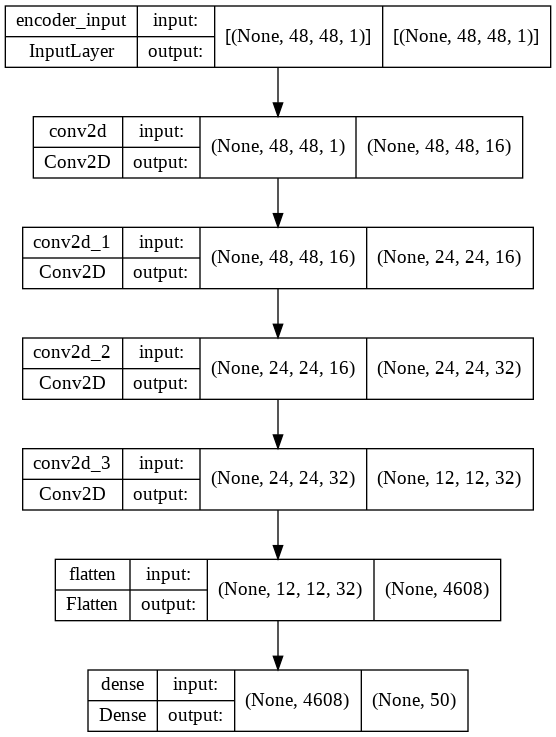 encoder_input input: [(None, 48, 48, 1)] [(None, 48, 48, 1)]
InputLayer output:
conv2d input: (None, 48, 48, 1) (None, 48, 48, 16)
Conv2D output:
conv2d_1 input: (None, 48, 48, 16) (None, 24, 24, 16)
Conv2D output:
conv2d_2 input: (None, 24, 24, 16) (None, 24, 24, 32)
Conv2D output:
conv2d_3 input: (None, 24, 24, 32) (None, 12, 12, 32)
Conv2D output:
flatten input: (None, 12, 12, 32) (None, 4608)
Flatten output:
dense input: (None, 4608) (None, 50)
Dense output: